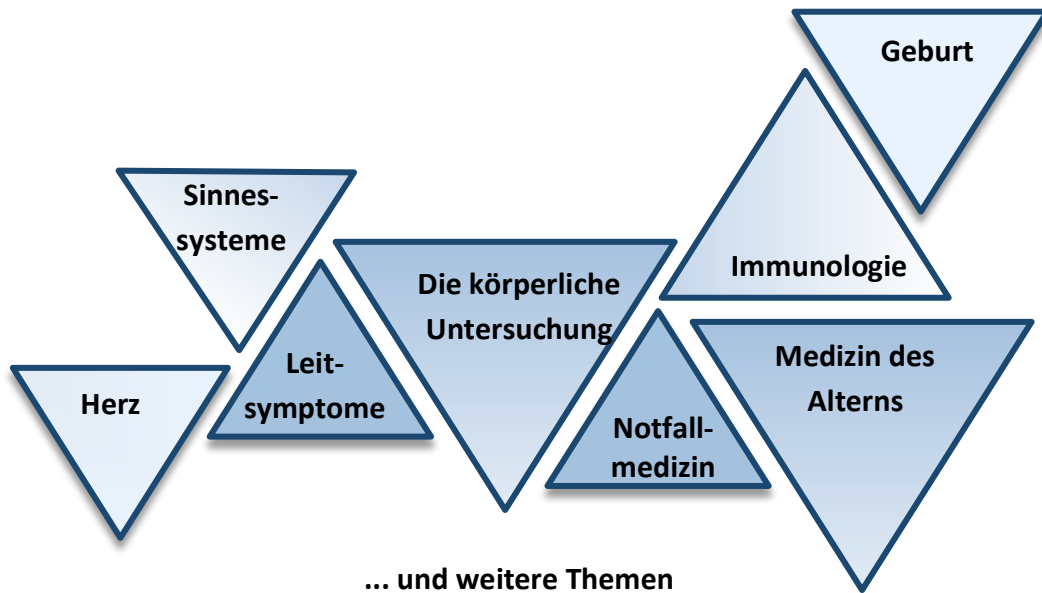 Geburt
Sinnes-
systeme
Immunologie
Die körperliche
Untersuchung
Medizin des
Alterns
Leit-
symptome
Herz
Notfall-
medizin
... und weitere Themen